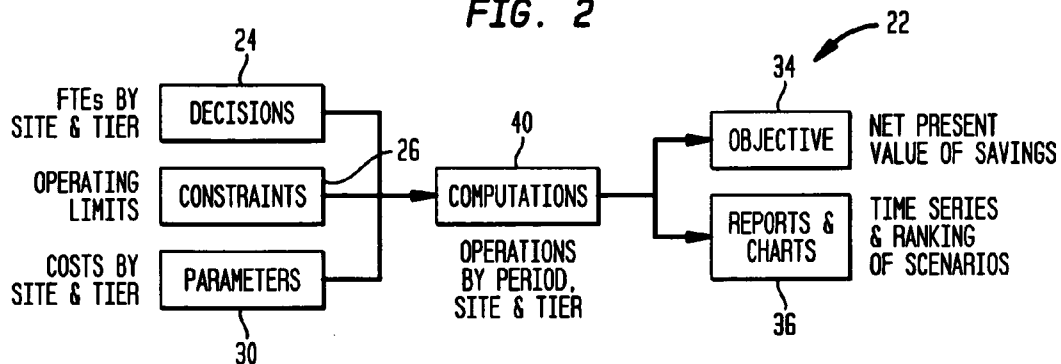 FIG. 2
22
24
FTEs BY
SITE & TIER
DECISIONS
26
OPERATING
LIMITS
CONSTRAINTS
COSTS BY
SITE & TIER
PARAMETERS
30
40
COMPUTATIONS
OPERATIONS
BY PERIOD,
SITE & TIER
34
OBJECTIVE
NET PRESENT
VALUE OF SAVINGS
REPORTS &
CHARTS
TIME SERIES
& RANKING
OF SCENARIOS
36